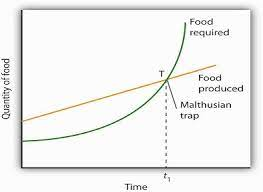 Food
required
T
Food
produced
Malthusian
trap
Quantity of food
t1
Time